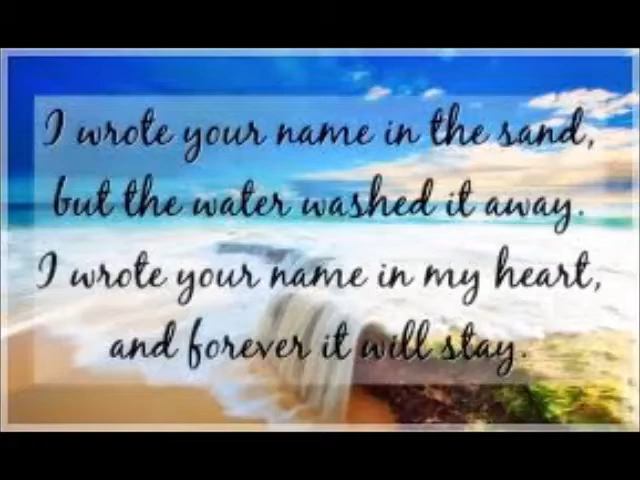 I wrote your name in the sand,
but the water washed it away.
I wrote your name in my heart,
and forever it will stay.